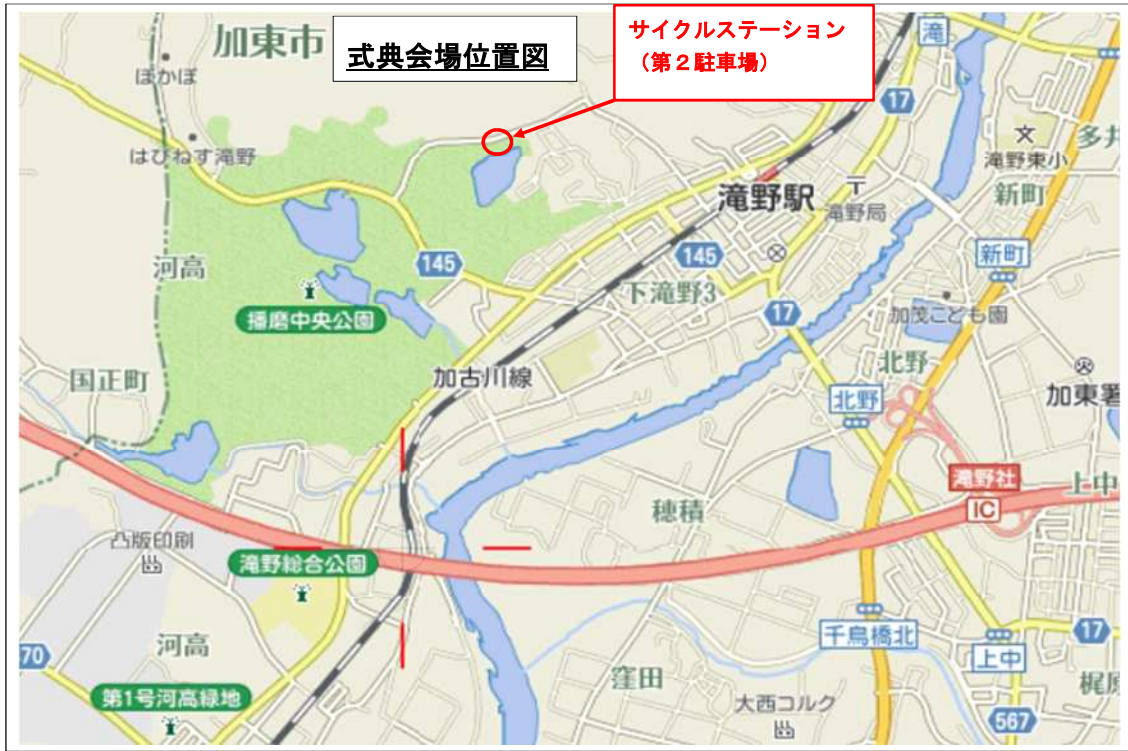 加東市
式典会場位置図
サイクルステーション
（第２駐車場）
滝
ほかほ
17
はぴねす滝野
文
滝野東小
多井
新町
滝野駅
滝野局
新町
河高
145
145
下滝野3
播磨中央公園
17
加茂こども園
国正町
加古川線
北野
北野
加東署
滝野社
IC
上中
穂積
凸版印刷
滝野総合公園
千鳥橋北
17
上中
70
河高
窪田
梶原
第1号河高緑地
大西コルク
567